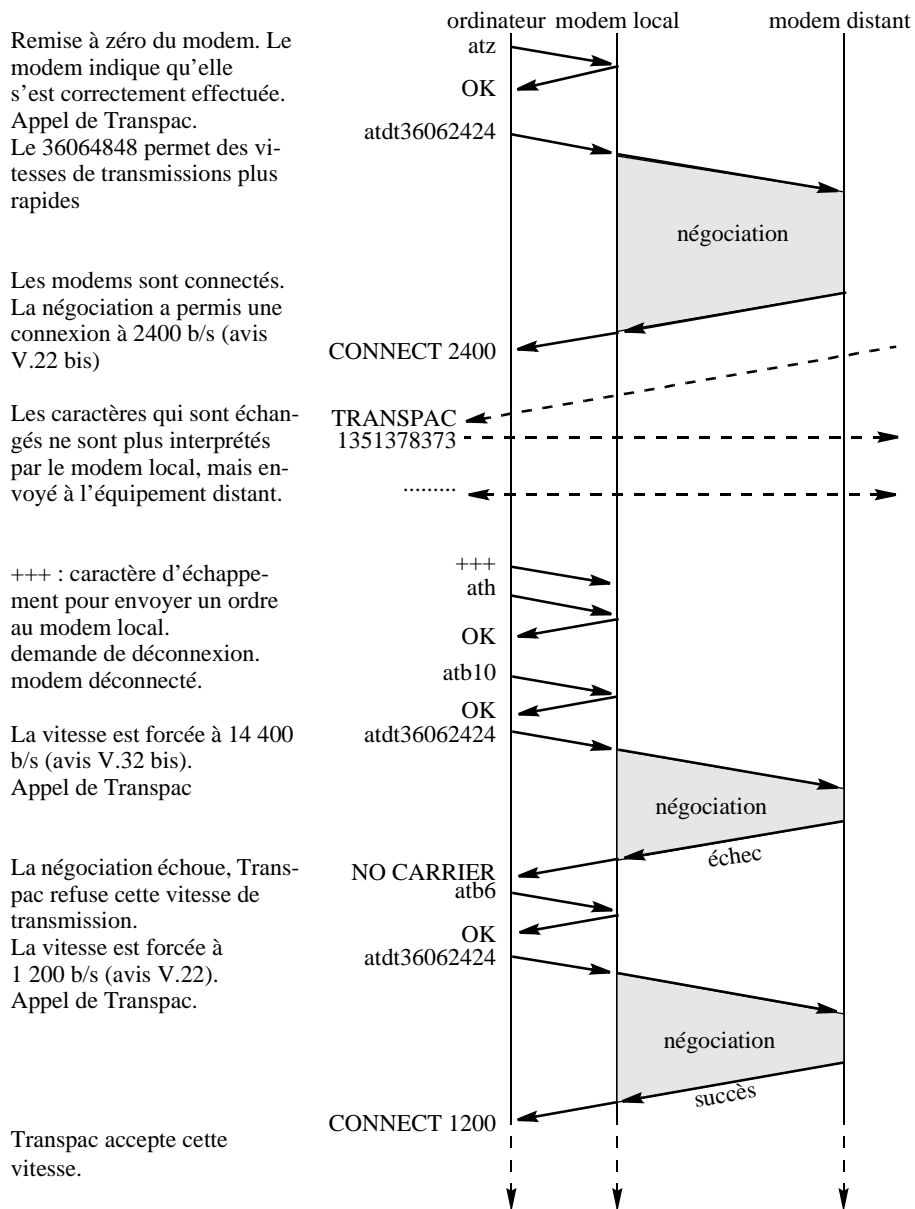 ordinateur modem local modem distant
Remise à zéro du modem. Le
modem indique qu'elle
s'est correctement effectuée.
Appel de Transpac.
Le 36064848 permet des vi-
tesses de transmissions plus
rapides
atz
OK
atdt36062424
négociation
Les modems sont connectés.
La négociation a permis une
connexion à 2400 b/s (avis
V.22 bis)
CONNECT 2400
Les caractères qui sont échan-
gés ne sont plus interprétés
par le modem local, mais en-
voyé à l'équipement distant.
TRANSPAC
1351378373
.........
+++ : caractère d'échappe-
ment pour envoyer un ordre
au modem local.
demande de déconnexion.
modem déconnecté.
+++
ath
OK
atb10
OK
La vitesse est forcée à 14 400
b/s (avis V.32 bis).
Appel de Transpac
atdt36062424
négociation
échec
La négociation échoue, Trans-
pac refuse cette vitesse de
transmission.
La vitesse est forcée à
1 200 b/s (avis V.22).
Appel de Transpac.
NO CARRIER
atb6
OK
atdt36062424
négociation
succès
CONNECT 1200
Transpac accepte cette
vitesse.